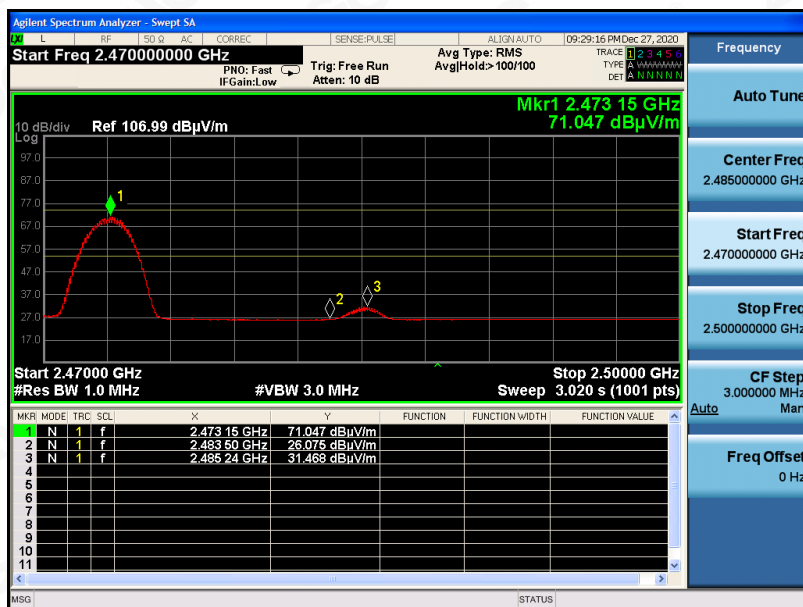 Agilent Spectrum Analyzer - Swept SA
LXI L RF 50 Ω AC CORREC SENSE:PULSE ALIGN AUTO 09:29:16 PM Dec 27, 2020
Start Freq 2.470000000 GHz
PNO: Fast
IFGain:Low
Trig: Free Run
Atten: 10 dB
Avg Type: RMS
Avg|Hold:>100/100
TRACE 1 2 3 4 5 6
TYPE A WWWWW
DET A N N N N N
Mkr1 2.473 15 GHz
71.047 dBµV/m
10 dB/div Ref 106.99 dBµV/m
Log
97.0
87.0
77.0
67.0
57.0
47.0
37.0
27.0
17.0
1
2
3
Start 2.47000 GHz Stop 2.50000 GHz
#Res BW 1.0 MHz #VBW 3.0 MHz Sweep 3.020 s (1001 pts)
MKR MODE TRC SCL X Y FUNCTION FUNCTION WIDTH FUNCTION VALUE
1 N 1 f 2.473 15 GHz 71.047 dBµV/m
2 N 1 f 2.483 50 GHz 26.075 dBµV/m
3 N 1 f 2.485 24 GHz 31.468 dBµV/m
4
5
6
7
8
9
10
11
MSG STATUS
Frequency
Auto Tune
Center Freq
2.485000000 GHz
Start Freq
2.470000000 GHz
Stop Freq
2.500000000 GHz
CF Step
3.000000 MHz
Auto Man
Freq Offset
0 Hz